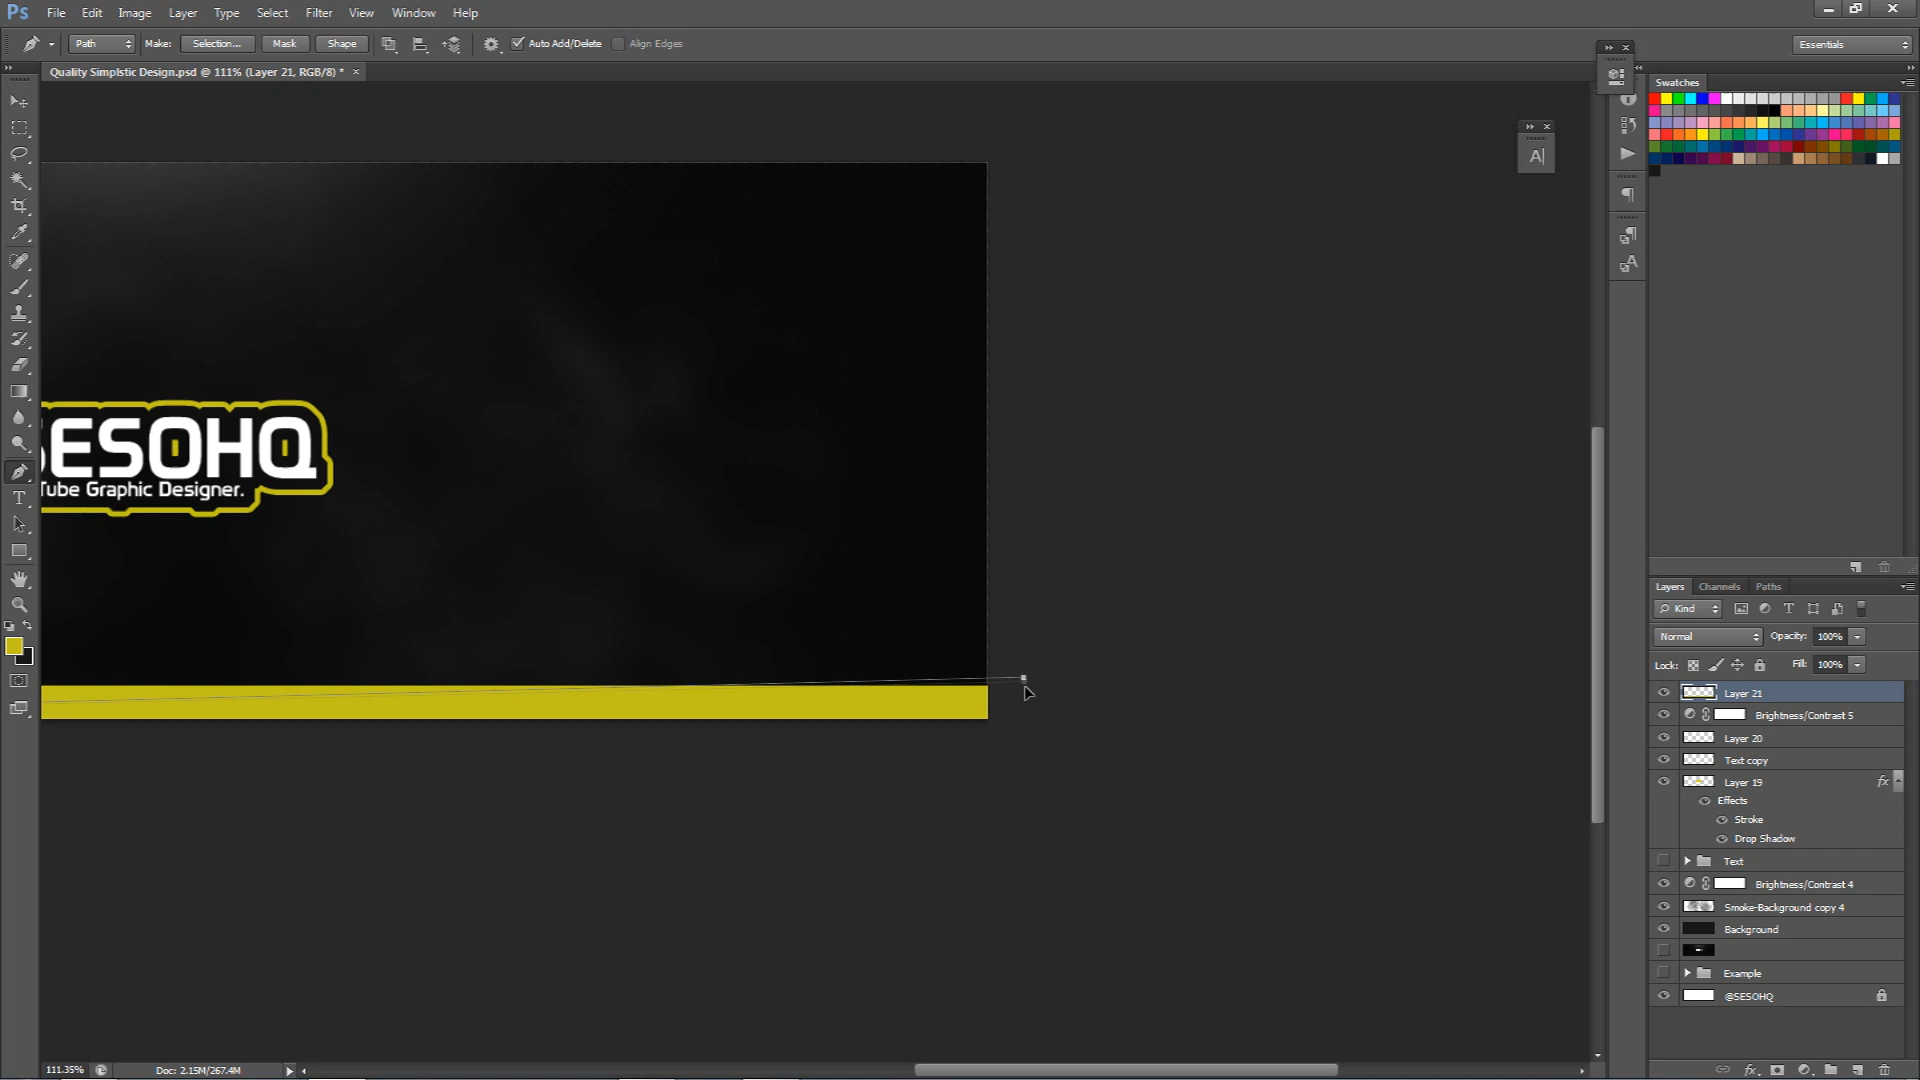 Ps File Edit Image Layer Type Select Filter View Window Help
Path Make: Selection... Mask Shape Auto Add/Delete Align Edges Essentials
Quality Simplstic Design.psd @ 111% (Layer 21, RGB/8) *
Swatches
A
SESOHQ
Tube Graphic Designer.
T
Layers Channels Paths
Kind
Normal Opacity: 100%
Lock: Fill: 100%
Layer 21
Brightness/Contrast 5
Layer 20
Text copy
Layer 19 fx
Effects
Stroke
Drop Shadow
Text
Brightness/Contrast 4
Smoke-Background copy 4
Background
Example
@SESOHQ
111.35% Doc: 2.15M/267.4M
fx